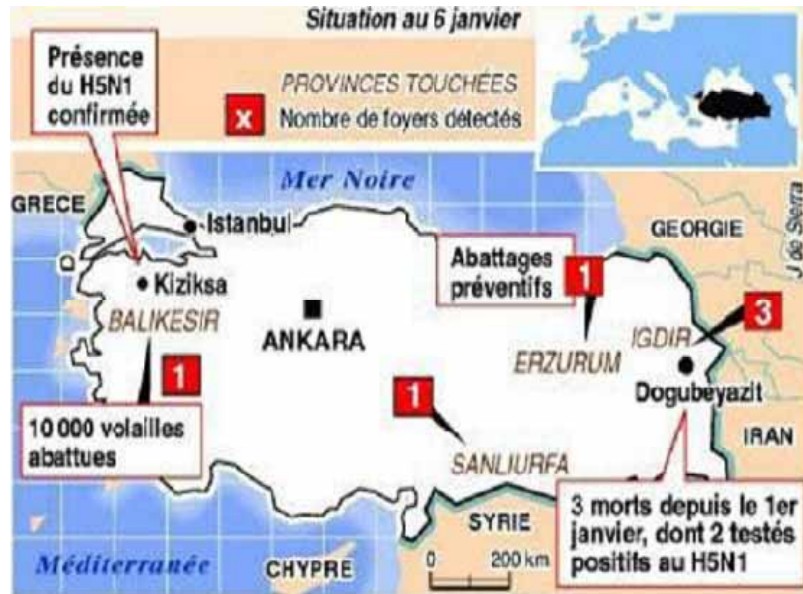 Situation au 6 janvier
Présence
du H5N1
confirmée
PROVINCES TOUCHÉES
x
Nombre de foyers détectés
Mer Noire
GRECE
Istanbul
GEORGIE
J de Sierra
Abattages
préventifs
1
Kiziksa
BALIKESIR
ANKARA
ERZURUM
IGDIR
3
Dogubeyazit
1
1
10 000 volailles
abattues
SANLIURFA
IRAN
3 morts depuis le 1er
janvier, dont 2 testés
positifs au H5N1
SYRIE
0 200 km
Méditerranée
CHYPRE